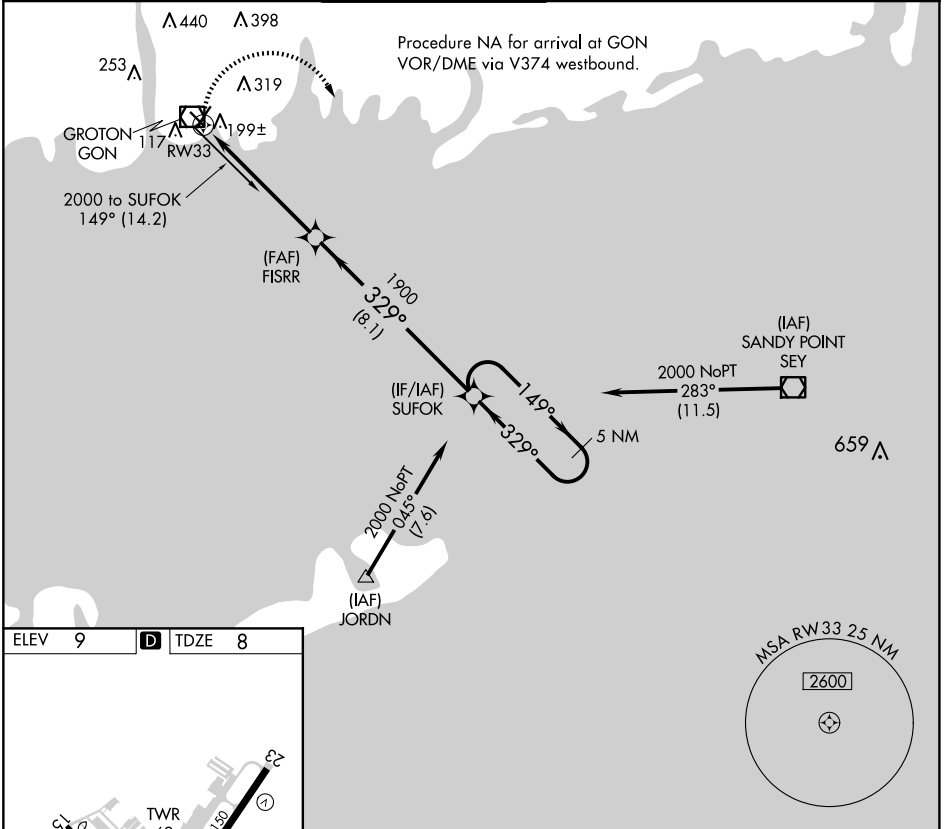 440
398
Procedure NA for arrival at GON
VOR/DME via V374 westbound.
253
319
GROTON
GON
117
199±
RW33
2000 to SUFOK
149° (14.2)
(FAF)
FISRR
1900
329°
(8.1)
(IAF)
SANDY POINT
SEY
2000 NoPT
283°
(11.5)
(IF/IAF)
SUFOK
149°
329°
5 NM
659
2000 NoPT
045°
(7.6)
(IAF)
JORDN
ELEV 9 D TDZE 8
MSA RW33 25 NM
2600
23
V
TWR
150
15